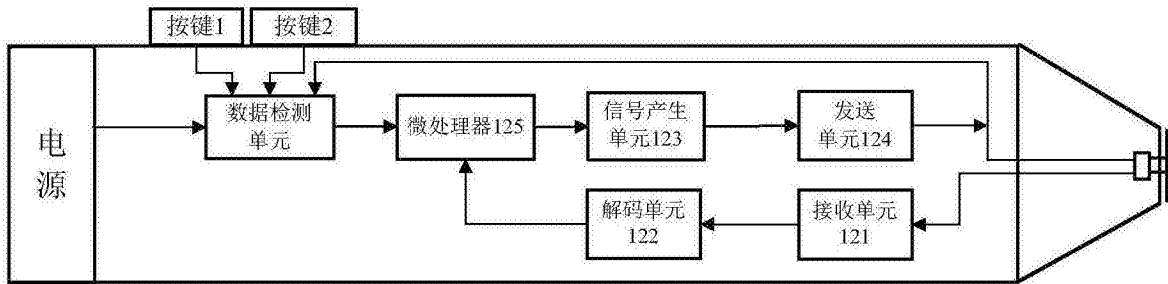 按键1
按键2
电
源
数据检测
单元
微处理器125
信号产生
单元123
发送
单元124
解码单元
122
接收单元
121